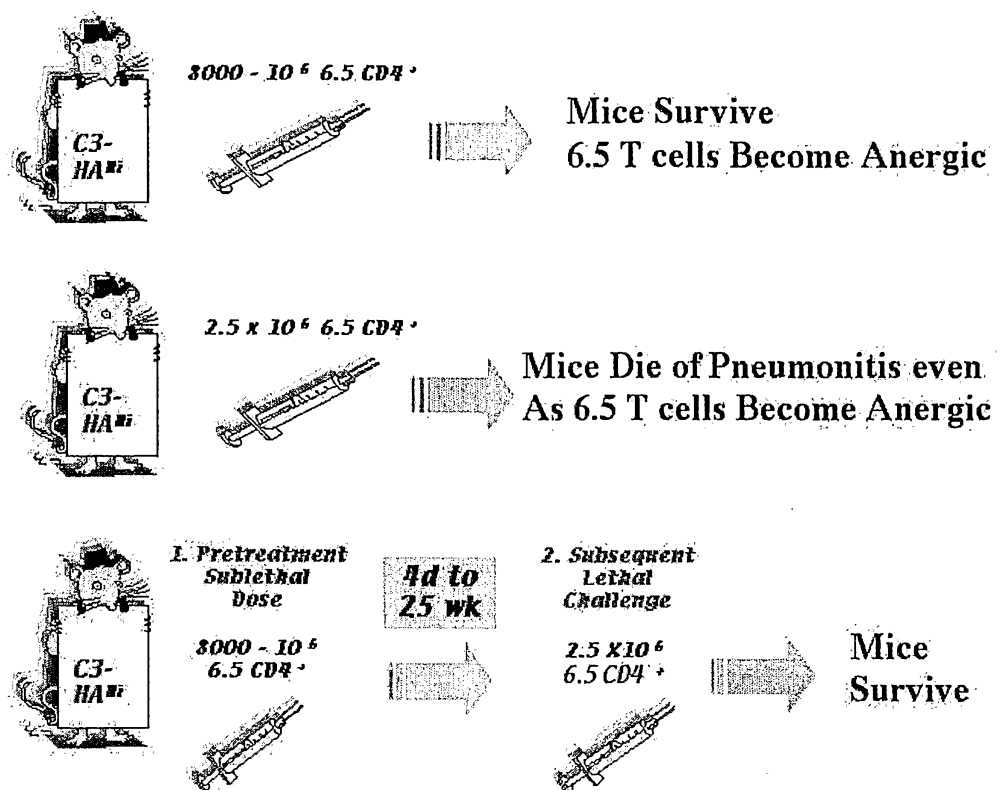 C3-
HAᴴⁱ
8000 - 10 ⁶ 6.5 CD4 ⁺
Mice Survive
6.5 T cells Become Anergic
C3-
HAᴴⁱ
2.5 x 10 ⁶ 6.5 CD4 ⁺
Mice Die of Pneumonitis even
As 6.5 T cells Become Anergic
C3-
HAᴴⁱ
1. Pretreatment
Sublethal
Dose
8000 - 10 ⁶
6.5 CD4⁺
4d to
25 wk
2. Subsequent
Lethal
Challenge
2.5 X10 ⁶
6.5 CD4 ⁺
Mice
Survive